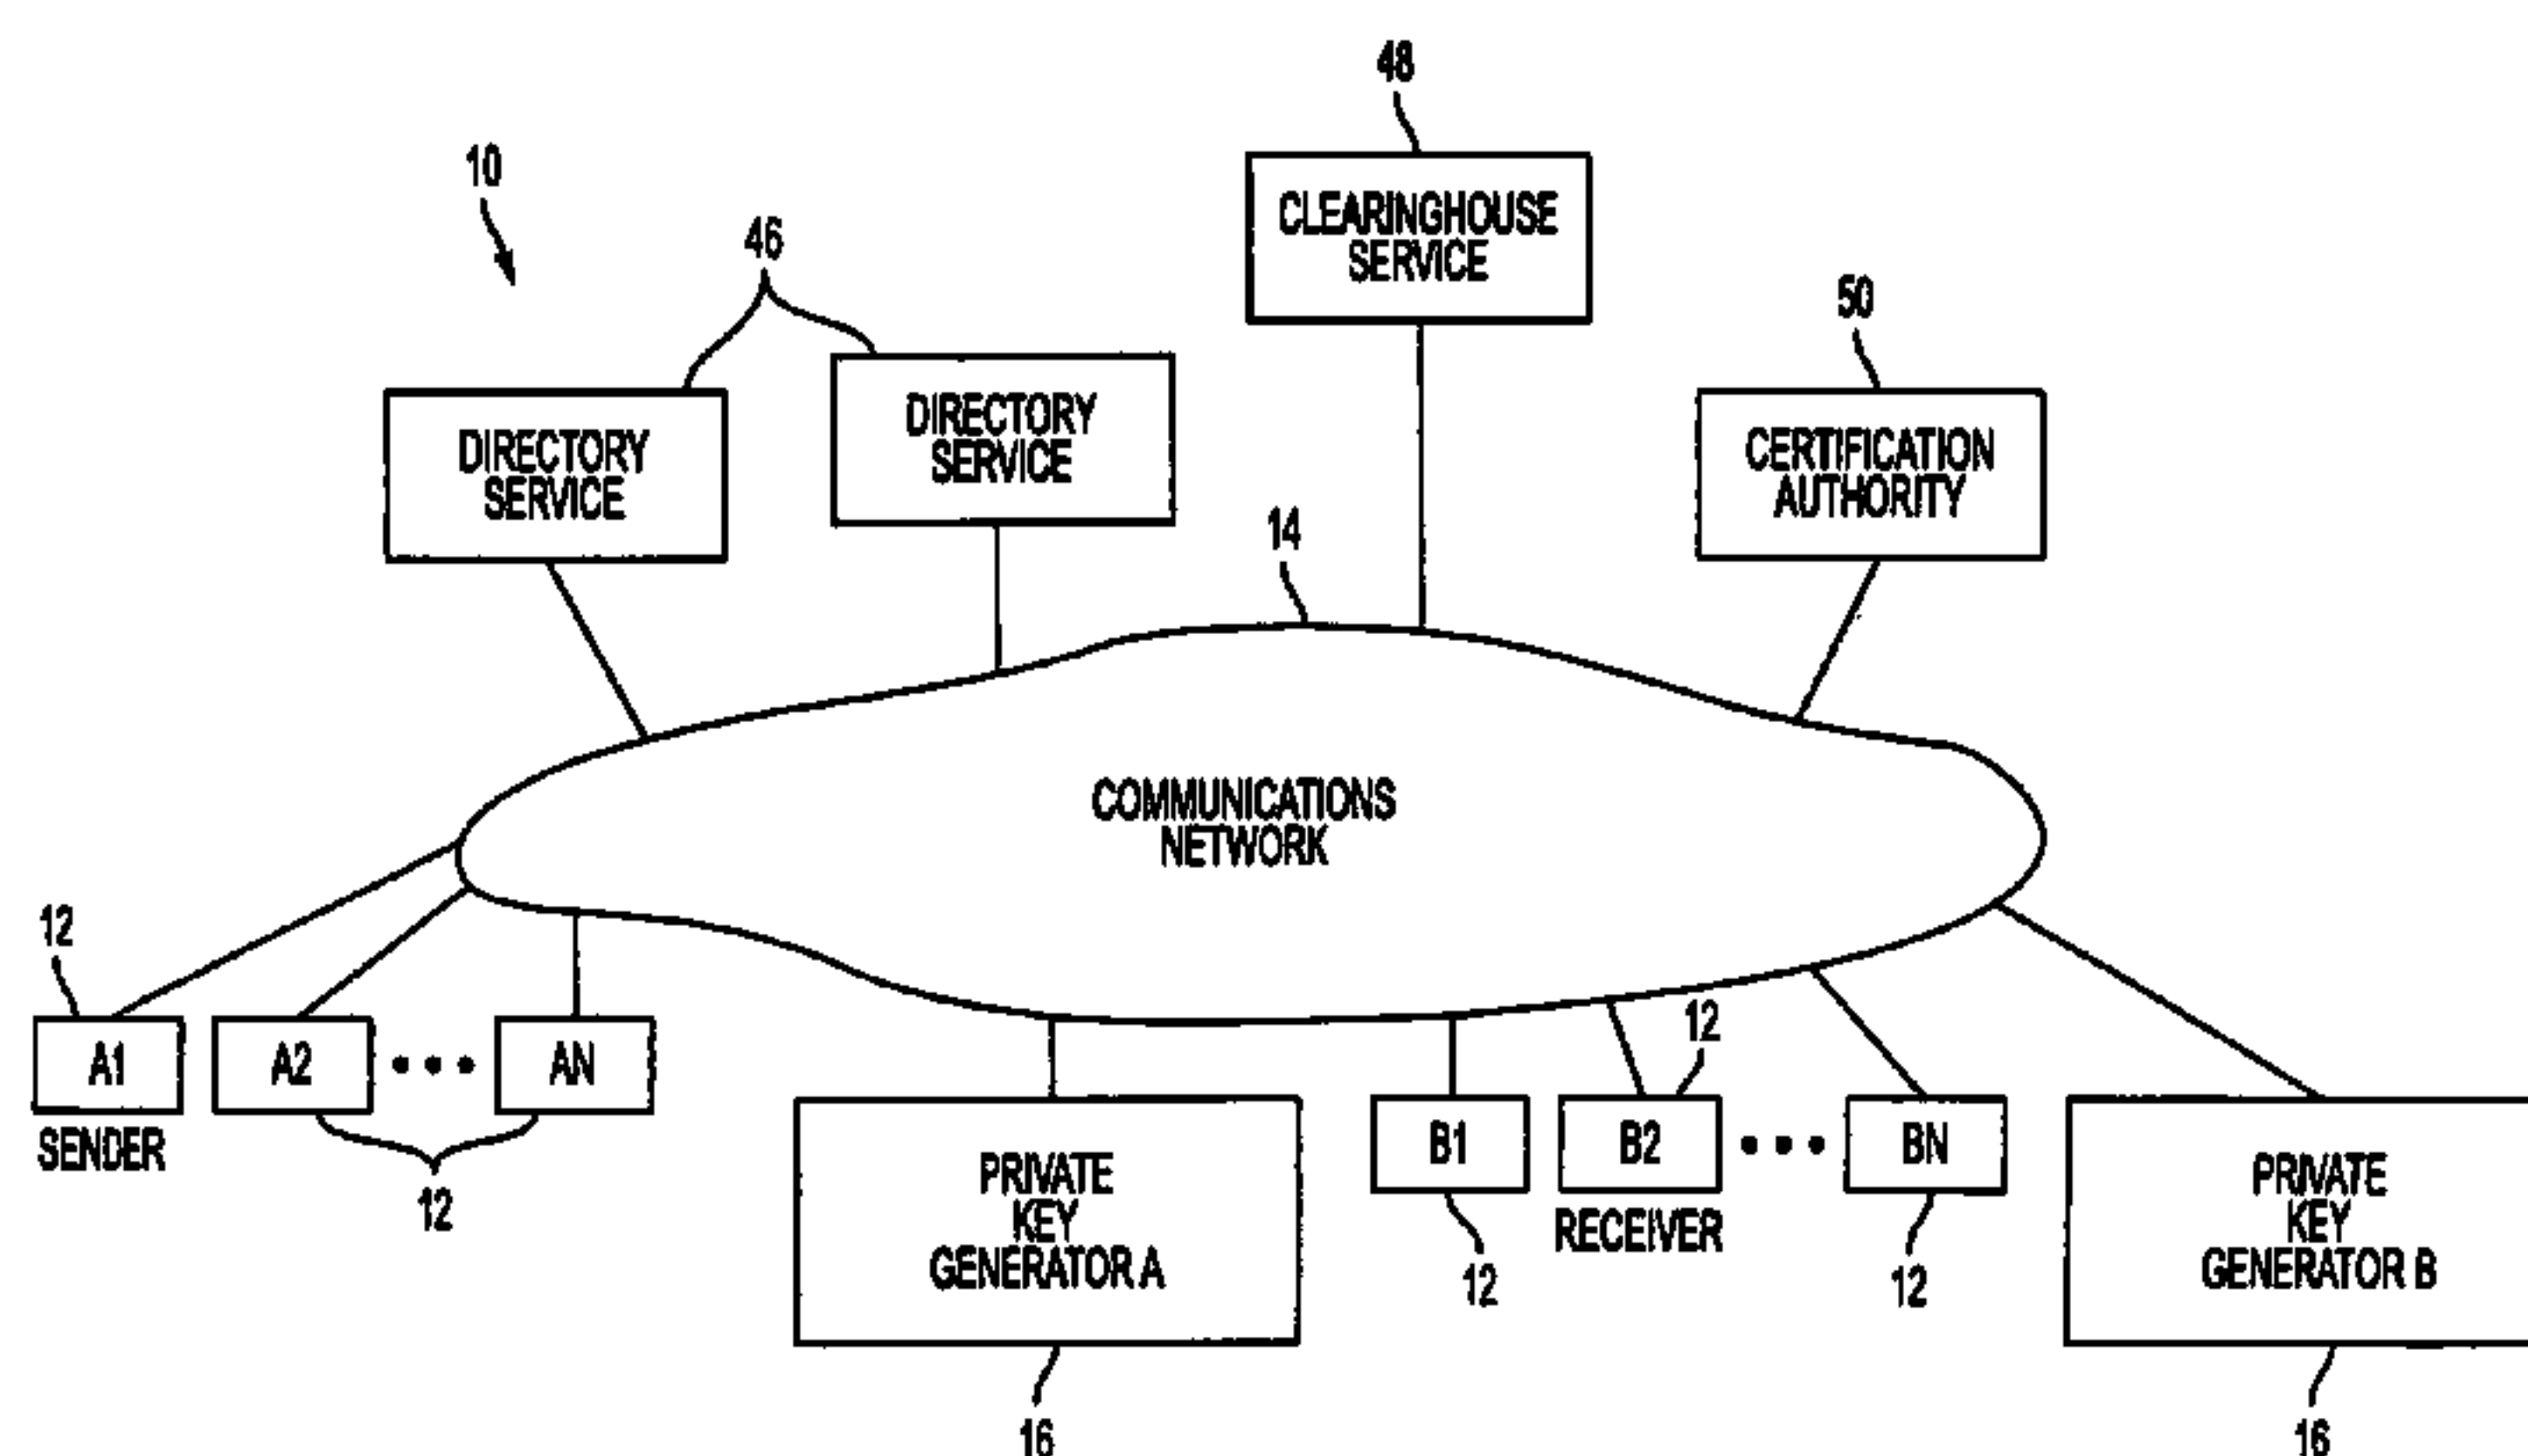 48
10
46
CLEARINGHOUSE
SERVICE
50
DIRECTORY
SERVICE
DIRECTORY
SERVICE
CERTIFICATION
AUTHORITY
14
COMMUNICATIONS
NETWORK
12
A1
A2
AN
SENDER
12
12
B1
B2
BN
RECEIVER
12
12
PRIVATE
KEY
GENERATOR A
PRIVATE
KEY
GENERATOR B
16
16